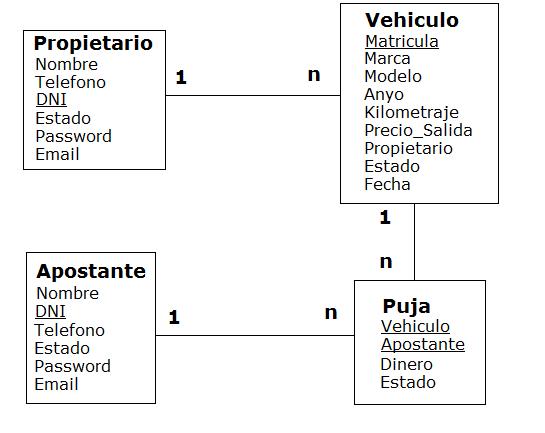 Propietario
Nombre
Telefono
DNI
Estado
Password
Email
1
n
Vehiculo
Matricula
Marca
Modelo
Anyo
Kilometraje
Precio_Salida
Propietario
Estado
Fecha
1
n
Apostante
Nombre
DNI
Telefono
Estado
Password
Email
1
n
Puja
Vehiculo
Apostante
Dinero
Estado